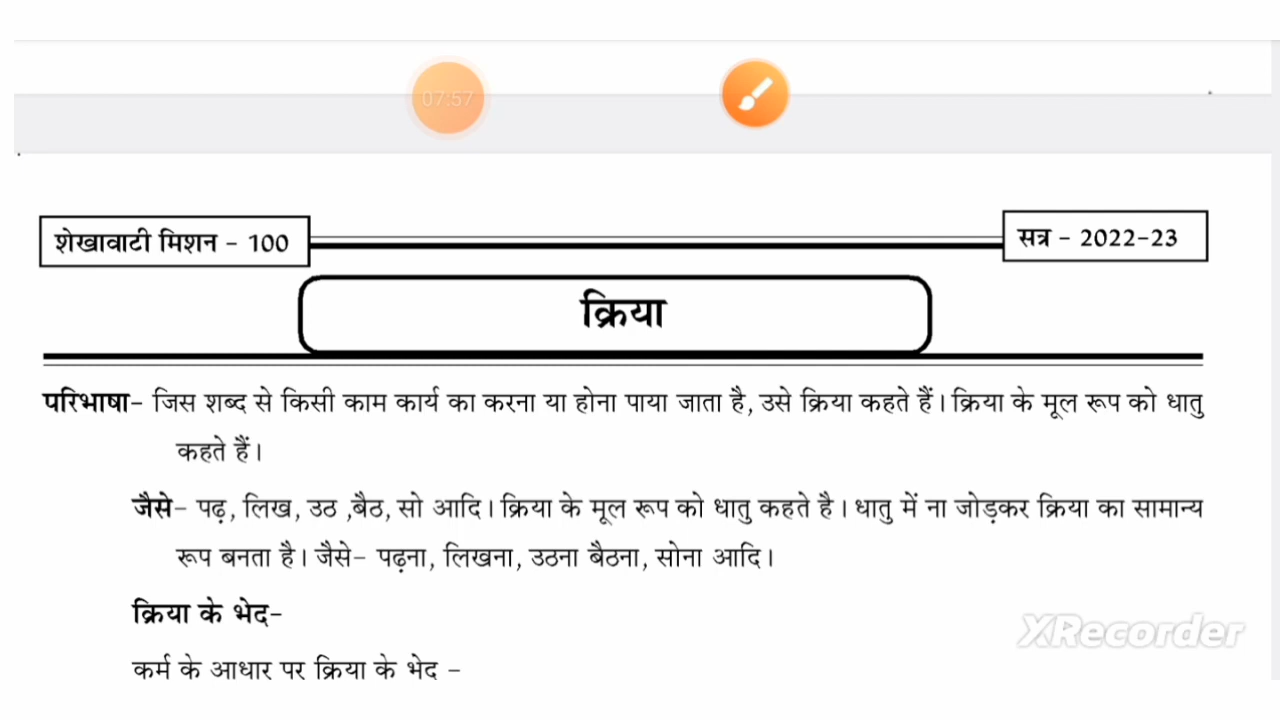 07:57
शेखावाटी मिशन - 100
सत्र - 2022-23
क्रिया
परिभाषा- जिस शब्द से किसी काम कार्य का करना या होना पाया जाता है, उसे क्रिया कहते हैं। क्रिया के मूल रूप को धातु
कहते हैं।
जैसे- पढ़, लिख, उठ ,बैठ, सो आदि। क्रिया के मूल रूप को धातु कहते है। धातु में ना जोड़कर क्रिया का सामान्य
रूप बनता है। जैसे- पढ़ना, लिखना, उठना बैठना, सोना आदि।
क्रिया के भेद-
XRecorder
कर्म के आधार पर क्रिया के भेद -